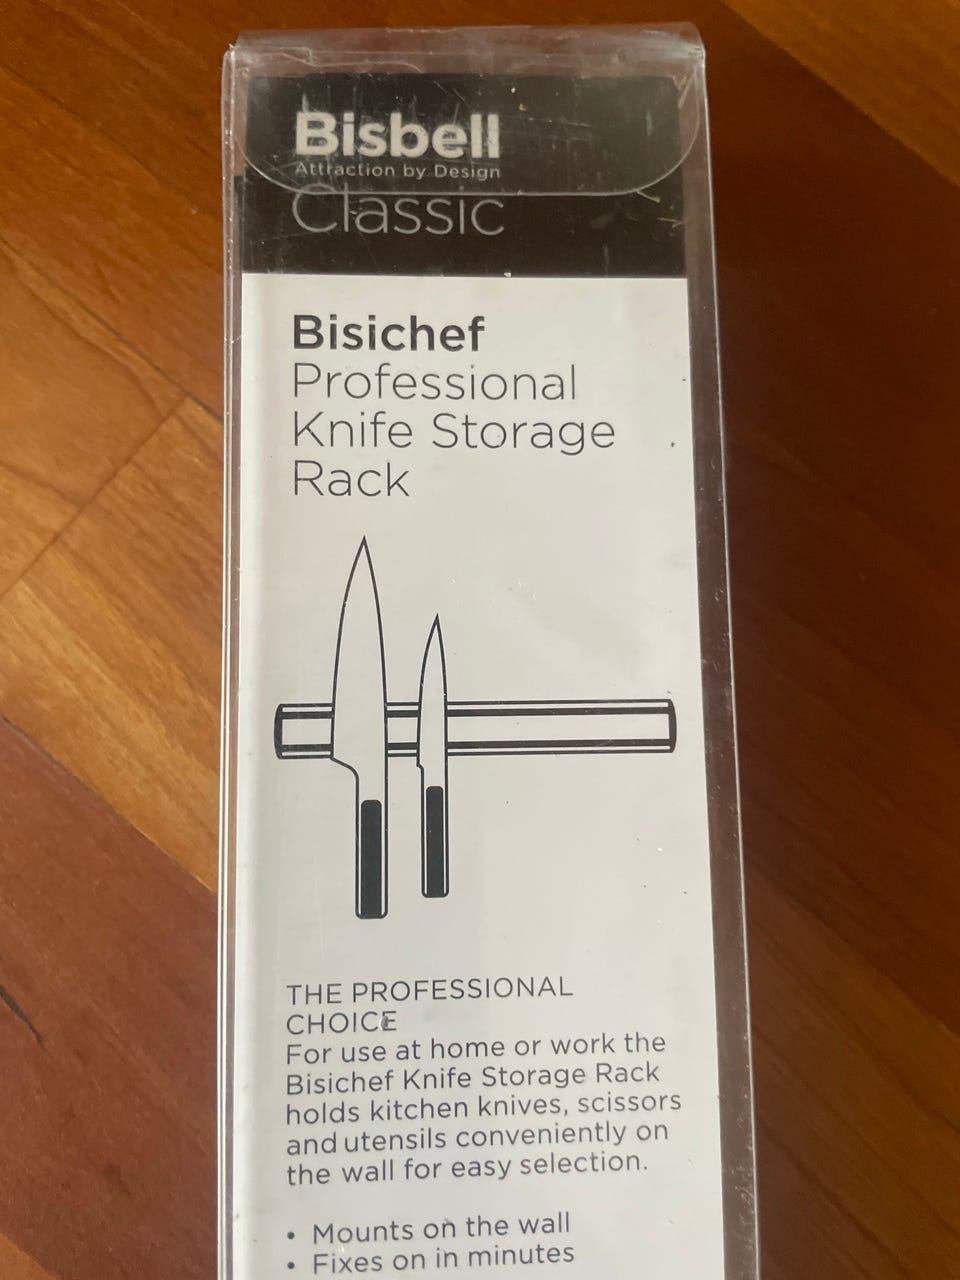 Bisbell
Attraction by Design
Classic
Bisichef
Professional
Knife Storage
Rack
THE PROFESSIONAL
CHOICE
For use at home or work the
Bisichef Knife Storage Rack
holds kitchen knives, scissors
and utensils conveniently on
the wall for easy selection.
• Mounts on the wall
• Fixes on in minutes